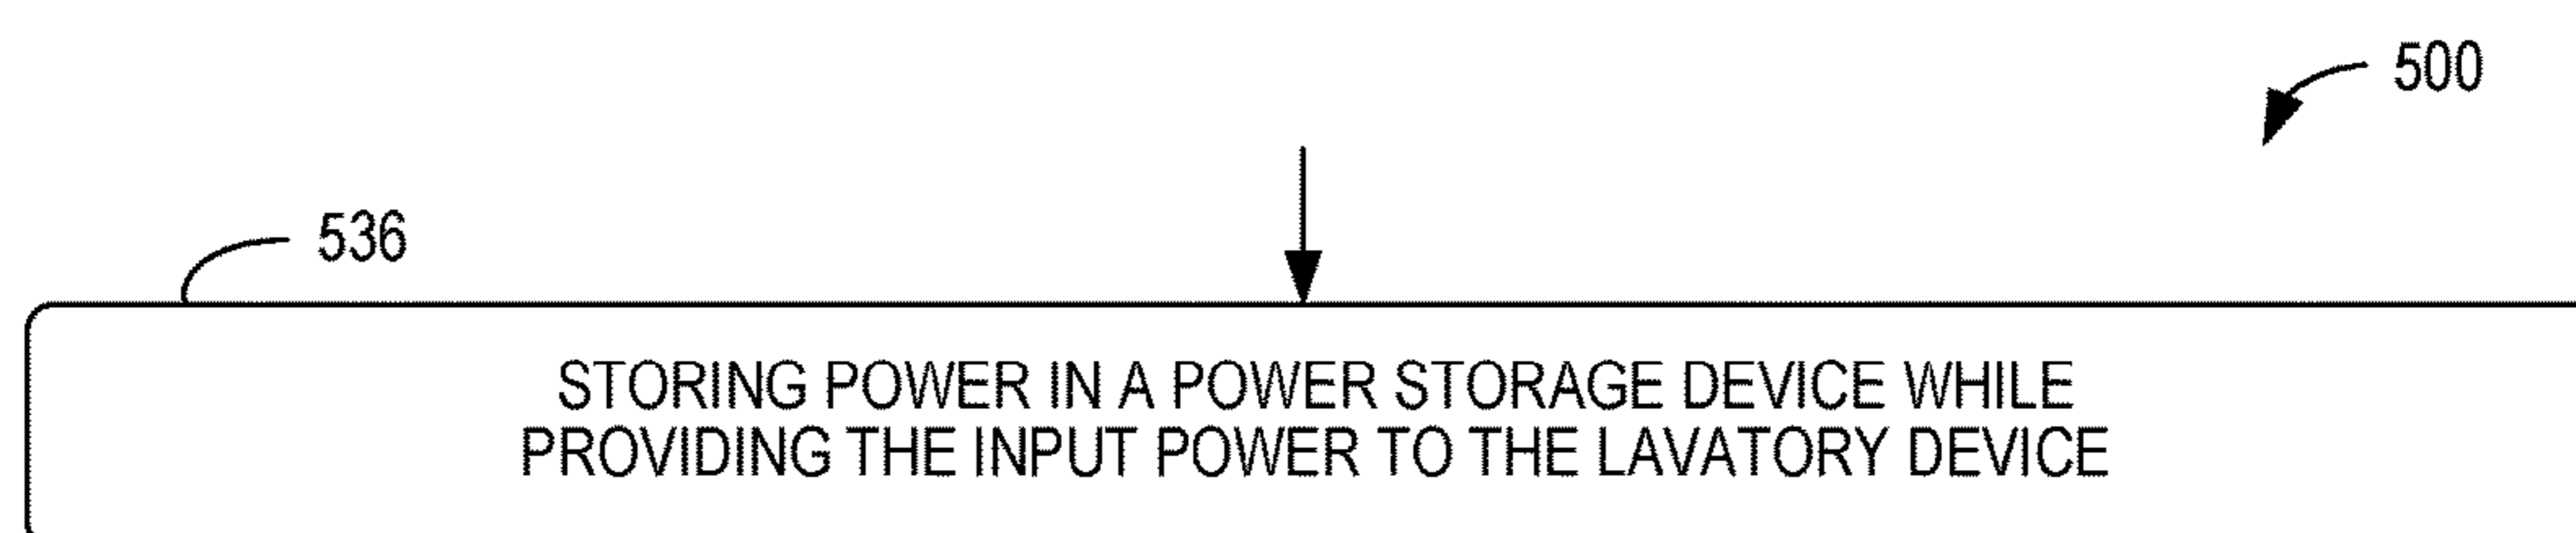 500
536
STORING POWER IN A POWER STORAGE DEVICE WHILE
PROVIDING THE INPUT POWER TO THE LAVATORY DEVICE